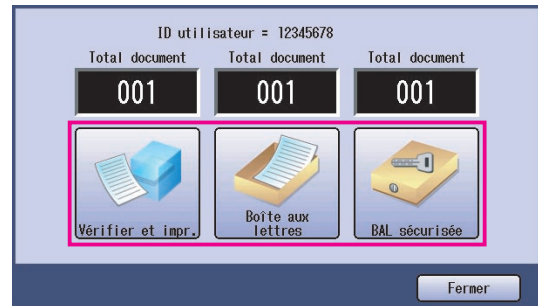 ID utilisateur = 12345678
Total document Total document Total document
001 001 001
Vérifier et impr. Boîte aux lettres BAL sécurisée
Fermer